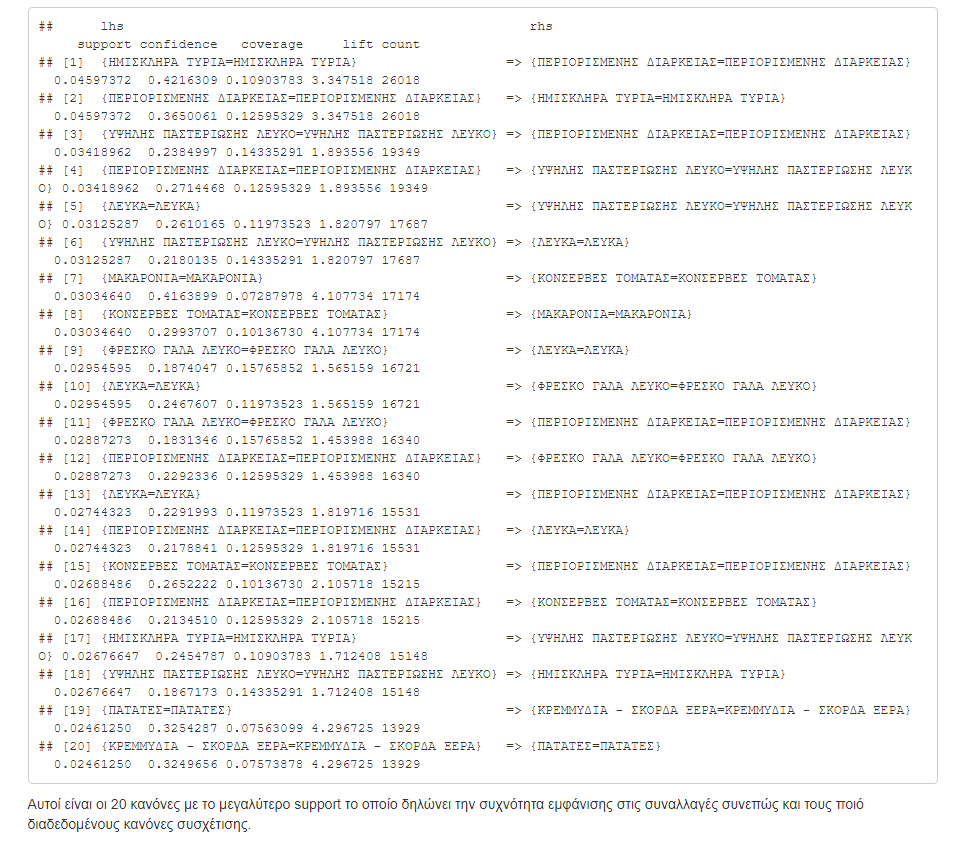 ##      lhs                                                    rhs
     support confidence   coverage     lift count
## [1]  {ΗΜΙΣΚΛΗΡΑ ΤΥΡΙΑ=ΗΜΙΣΚΛΗΡΑ ΤΥΡΙΑ}                   => {ΠΕΡΙΟΡΙΣΜΕΝΗΣ ΔΙΑΡΚΕΙΑΣ=ΠΕΡΙΟΡΙΣΜΕΝΗΣ ΔΙΑΡΚΕΙΑΣ}
  0.04597372  0.4216309 0.10903783 3.347518 26018
## [2]  {ΠΕΡΙΟΡΙΣΜΕΝΗΣ ΔΙΑΡΚΕΙΑΣ=ΠΕΡΙΟΡΙΣΜΕΝΗΣ ΔΙΑΡΚΕΙΑΣ}   => {ΗΜΙΣΚΛΗΡΑ ΤΥΡΙΑ=ΗΜΙΣΚΛΗΡΑ ΤΥΡΙΑ}
  0.04597372  0.3650061 0.12595329 3.347518 26018
## [3]  {ΥΨΗΛΗΣ ΠΑΣΤΕΡΙΩΣΗΣ ΛΕΥΚΟ=ΥΨΗΛΗΣ ΠΑΣΤΕΡΙΩΣΗΣ ΛΕΥΚΟ} => {ΠΕΡΙΟΡΙΣΜΕΝΗΣ ΔΙΑΡΚΕΙΑΣ=ΠΕΡΙΟΡΙΣΜΕΝΗΣ ΔΙΑΡΚΕΙΑΣ}
  0.03418962  0.2384997 0.14335291 1.893556 19349
## [4]  {ΠΕΡΙΟΡΙΣΜΕΝΗΣ ΔΙΑΡΚΕΙΑΣ=ΠΕΡΙΟΡΙΣΜΕΝΗΣ ΔΙΑΡΚΕΙΑΣ}   => {ΥΨΗΛΗΣ ΠΑΣΤΕΡΙΩΣΗΣ ΛΕΥΚΟ=ΥΨΗΛΗΣ ΠΑΣΤΕΡΙΩΣΗΣ ΛΕΥΚ
Ο} 0.03418962  0.2714468 0.12595329 1.893556 19349
## [5]  {ΛΕΥΚΑ=ΛΕΥΚΑ}                                       => {ΥΨΗΛΗΣ ΠΑΣΤΕΡΙΩΣΗΣ ΛΕΥΚΟ=ΥΨΗΛΗΣ ΠΑΣΤΕΡΙΩΣΗΣ ΛΕΥΚ
Ο} 0.03125287  0.2610165 0.11973523 1.820797 17687
## [6]  {ΥΨΗΛΗΣ ΠΑΣΤΕΡΙΩΣΗΣ ΛΕΥΚΟ=ΥΨΗΛΗΣ ΠΑΣΤΕΡΙΩΣΗΣ ΛΕΥΚΟ} => {ΛΕΥΚΑ=ΛΕΥΚΑ}
  0.03125287  0.2180135 0.14335291 1.820797 17687
## [7]  {ΜΑΚΑΡΟΝΙΑ=ΜΑΚΑΡΟΝΙΑ}                               => {ΚΟΝΣΕΡΒΕΣ ΤΟΜΑΤΑΣ=ΚΟΝΣΕΡΒΕΣ ΤΟΜΑΤΑΣ}
  0.03034640  0.4163899 0.07287978 4.107734 17174
## [8]  {ΚΟΝΣΕΡΒΕΣ ΤΟΜΑΤΑΣ=ΚΟΝΣΕΡΒΕΣ ΤΟΜΑΤΑΣ}               => {ΜΑΚΑΡΟΝΙΑ=ΜΑΚΑΡΟΝΙΑ}
  0.03034640  0.2993707 0.10136730 4.107734 17174
## [9]  {ΦΡΕΣΚΟ ΓΑΛΑ ΛΕΥΚΟ=ΦΡΕΣΚΟ ΓΑΛΑ ΛΕΥΚΟ}               => {ΛΕΥΚΑ=ΛΕΥΚΑ}
  0.02954595  0.1874047 0.15765852 1.565159 16721
## [10] {ΛΕΥΚΑ=ΛΕΥΚΑ}                                       => {ΦΡΕΣΚΟ ΓΑΛΑ ΛΕΥΚΟ=ΦΡΕΣΚΟ ΓΑΛΑ ΛΕΥΚΟ}
  0.02954595  0.2467607 0.11973523 1.565159 16721
## [11] {ΦΡΕΣΚΟ ΓΑΛΑ ΛΕΥΚΟ=ΦΡΕΣΚΟ ΓΑΛΑ ΛΕΥΚΟ}               => {ΠΕΡΙΟΡΙΣΜΕΝΗΣ ΔΙΑΡΚΕΙΑΣ=ΠΕΡΙΟΡΙΣΜΕΝΗΣ ΔΙΑΡΚΕΙΑΣ}
  0.02887273  0.1831346 0.15765852 1.453988 16340
## [12] {ΠΕΡΙΟΡΙΣΜΕΝΗΣ ΔΙΑΡΚΕΙΑΣ=ΠΕΡΙΟΡΙΣΜΕΝΗΣ ΔΙΑΡΚΕΙΑΣ}   => {ΦΡΕΣΚΟ ΓΑΛΑ ΛΕΥΚΟ=ΦΡΕΣΚΟ ΓΑΛΑ ΛΕΥΚΟ}
  0.02887273  0.2292336 0.12595329 1.453988 16340
## [13] {ΛΕΥΚΑ=ΛΕΥΚΑ}                                       => {ΠΕΡΙΟΡΙΣΜΕΝΗΣ ΔΙΑΡΚΕΙΑΣ=ΠΕΡΙΟΡΙΣΜΕΝΗΣ ΔΙΑΡΚΕΙΑΣ}
  0.02744323  0.2291993 0.11973523 1.819716 15531
## [14] {ΠΕΡΙΟΡΙΣΜΕΝΗΣ ΔΙΑΡΚΕΙΑΣ=ΠΕΡΙΟΡΙΣΜΕΝΗΣ ΔΙΑΡΚΕΙΑΣ}   => {ΛΕΥΚΑ=ΛΕΥΚΑ}
  0.02744323  0.2178841 0.12595329 1.819716 15531
## [15] {ΚΟΝΣΕΡΒΕΣ ΤΟΜΑΤΑΣ=ΚΟΝΣΕΡΒΕΣ ΤΟΜΑΤΑΣ}               => {ΠΕΡΙΟΡΙΣΜΕΝΗΣ ΔΙΑΡΚΕΙΑΣ=ΠΕΡΙΟΡΙΣΜΕΝΗΣ ΔΙΑΡΚΕΙΑΣ}
  0.02688486  0.2652222 0.10136730 2.105718 15215
## [16] {ΠΕΡΙΟΡΙΣΜΕΝΗΣ ΔΙΑΡΚΕΙΑΣ=ΠΕΡΙΟΡΙΣΜΕΝΗΣ ΔΙΑΡΚΕΙΑΣ}   => {ΚΟΝΣΕΡΒΕΣ ΤΟΜΑΤΑΣ=ΚΟΝΣΕΡΒΕΣ ΤΟΜΑΤΑΣ}
  0.02688486  0.2134510 0.12595329 2.105718 15215
## [17] {ΗΜΙΣΚΛΗΡΑ ΤΥΡΙΑ=ΗΜΙΣΚΛΗΡΑ ΤΥΡΙΑ}                   => {ΥΨΗΛΗΣ ΠΑΣΤΕΡΙΩΣΗΣ ΛΕΥΚΟ=ΥΨΗΛΗΣ ΠΑΣΤΕΡΙΩΣΗΣ ΛΕΥΚ
Ο} 0.02676647  0.2454787 0.10903783 1.712408 15148
## [18] {ΥΨΗΛΗΣ ΠΑΣΤΕΡΙΩΣΗΣ ΛΕΥΚΟ=ΥΨΗΛΗΣ ΠΑΣΤΕΡΙΩΣΗΣ ΛΕΥΚΟ} => {ΗΜΙΣΚΛΗΡΑ ΤΥΡΙΑ=ΗΜΙΣΚΛΗΡΑ ΤΥΡΙΑ}
  0.02676647  0.1867173 0.14335291 1.712408 15148
## [19] {ΠΑΤΑΤΕΣ=ΠΑΤΑΤΕΣ}                                   => {ΚΡΕΜΜΥΔΙΑ - ΣΚΟΡΔΑ ΞΕΡΑ=ΚΡΕΜΜΥΔΙΑ - ΣΚΟΡΔΑ ΞΕΡΑ}
  0.02461250  0.3254287 0.07563099 4.296725 13929
## [20] {ΚΡΕΜΜΥΔΙΑ - ΣΚΟΡΔΑ ΞΕΡΑ=ΚΡΕΜΜΥΔΙΑ - ΣΚΟΡΔΑ ΞΕΡΑ}   => {ΠΑΤΑΤΕΣ=ΠΑΤΑΤΕΣ}
  0.02461250  0.3249656 0.07573878 4.296725 13929
Αυτοί είναι οι 20 κανόνες με το μεγαλύτερο support το οποίο δηλώνει την συχνότητα εμφάνισης στις συναλλαγές συνεπώς και τους ποιό
διαδεδομένους κανόνες συσχέτισης.